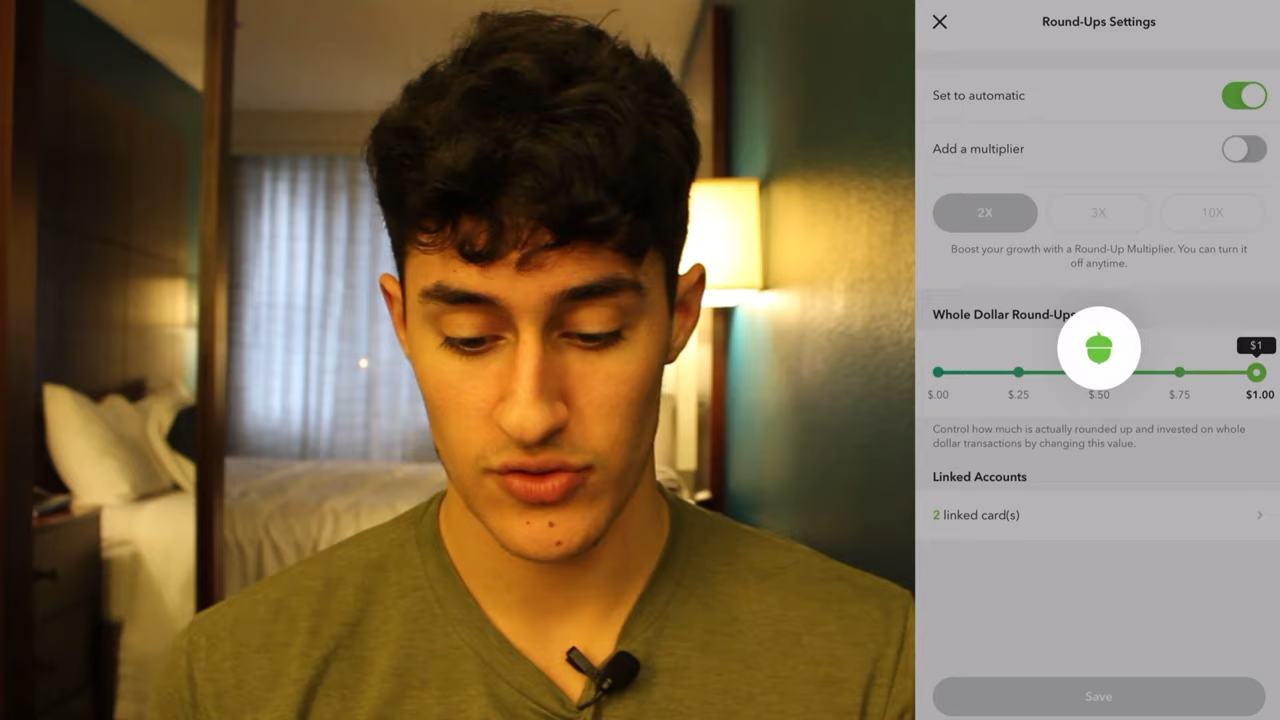 Round-Ups Settings
Set to automatic
Add a multiplier
2X 3X 10X
Boost your growth with a Round-Up Multiplier. You can turn it
off anytime.
Whole Dollar Round-Ups
$1
$.00 $.25 $.50 $.75 $1.00
Control how much is actually rounded up and invested on whole
dollar transactions by changing this value.
Linked Accounts
2 linked card(s)
Save